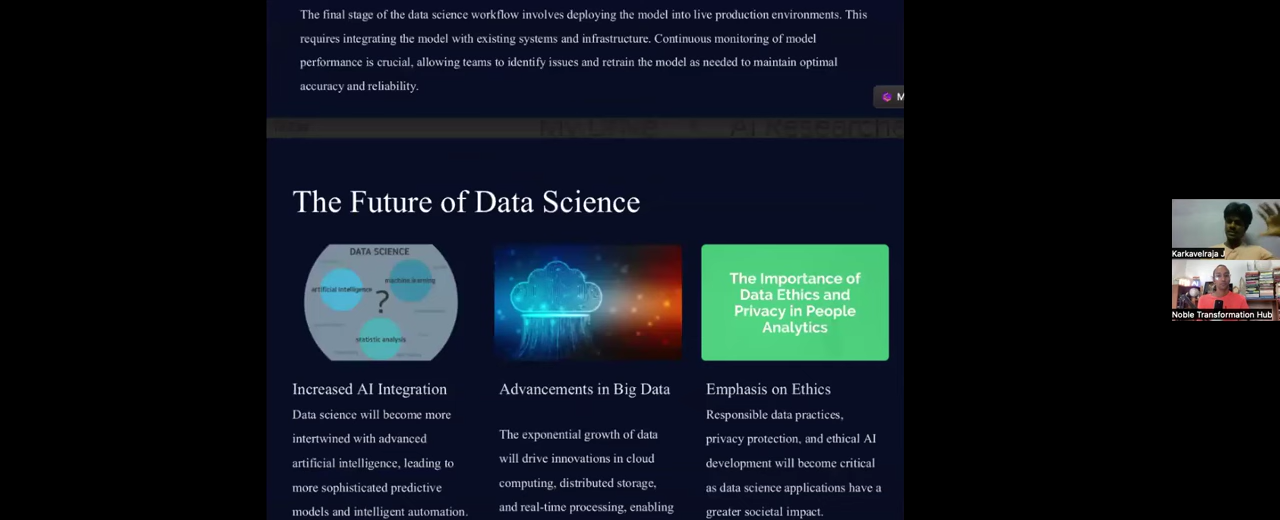 The final stage of the data science workflow involves deploying the model into live production environments. This
requires integrating the model with existing systems and infrastructure. Continuous monitoring of model
performance is crucial, allowing teams to identify issues and retrain the model as needed to maintain optimal
accuracy and reliability.
M
The Future of Data Science
DATA SCIENCE
machine learning
artificial intelligence
?
statistic analysis
The Importance of
Data Ethics and
Privacy in People
Analytics
Increased AI Integration
Data science will become more
intertwined with advanced
artificial intelligence, leading to
more sophisticated predictive
models and intelligent automation.
Advancements in Big Data
The exponential growth of data
will drive innovations in cloud
computing, distributed storage,
and real-time processing, enabling
Emphasis on Ethics
Responsible data practices,
privacy protection, and ethical AI
development will become critical
as data science applications have a
greater societal impact.
Karkavelraja J
Noble Transformation Hub